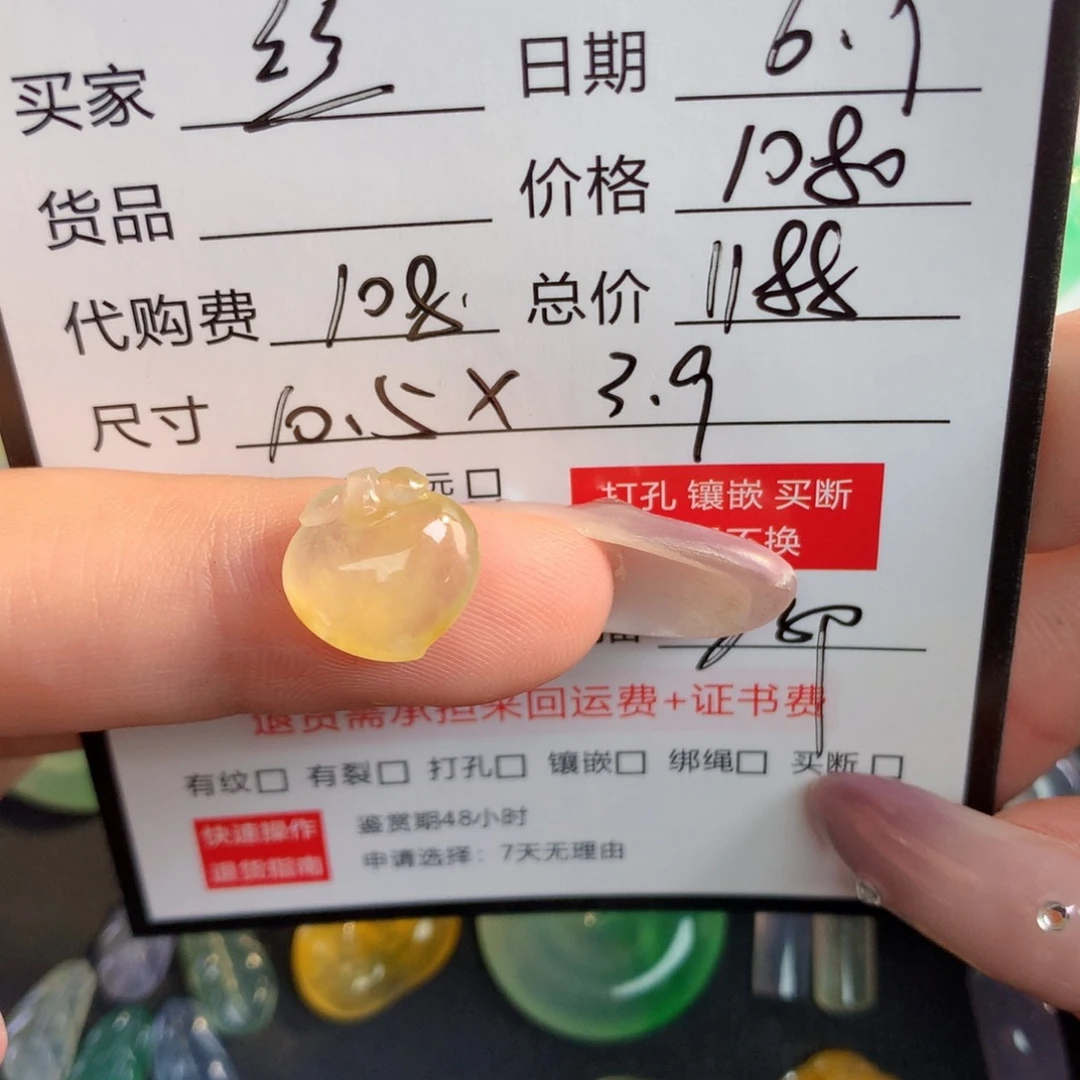 买家 丝 日期 6.9
货品 价格 1080
代购费 108. 总价 1188
尺寸 10.5 X 3.9
元□ 打孔 镶嵌 买断
不换
退货需承担来回运费+证书费
有纹□ 有裂□ 打孔□ 镶嵌□ 绑绳□ 买断□
快速操作 鉴赏期48小时
退货指南 申请选择：7天无理由